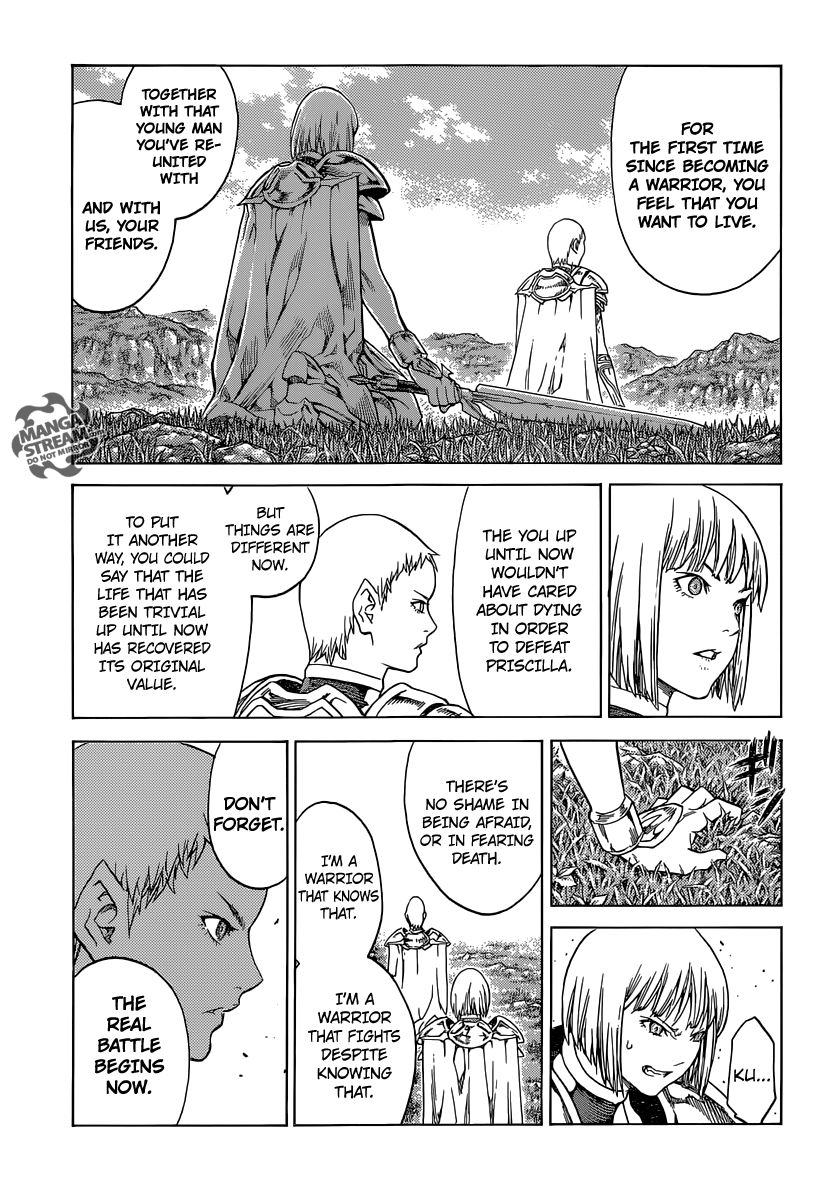 FOR
THE FIRST TIME
SINCE BECOMING
A WARRIOR, YOU
FEEL THAT YOU
WANT TO LIVE.
TOGETHER
WITH THAT
YOUNG MAN
YOU'VE RE-
UNITED
WITH
AND WITH
US, YOUR
FRIENDS.
MANGA
STREAM
DO NOT MIRROR
THE YOU UP
UNTIL NOW
WOULDN'T
HAVE CARED
ABOUT DYING
IN ORDER
TO DEFEAT
PRISCILLA.
BUT
THINGS ARE
DIFFERENT
NOW.
TO PUT
IT ANOTHER
WAY, YOU COULD
SAY THAT THE
LIFE THAT HAS
BEEN TRIVIAL
UP UNTIL NOW
HAS RECOVERED
ITS ORIGINAL
VALUE.
KU...
THERE'S
NO SHAME IN
BEING AFRAID,
OR IN FEARING
DEATH.
I'M A
WARRIOR
THAT KNOWS
THAT.
I'M A
WARRIOR
THAT FIGHTS
DESPITE
KNOWING
THAT.
DON'T
FORGET.
THE
REAL
BATTLE
BEGINS
NOW.